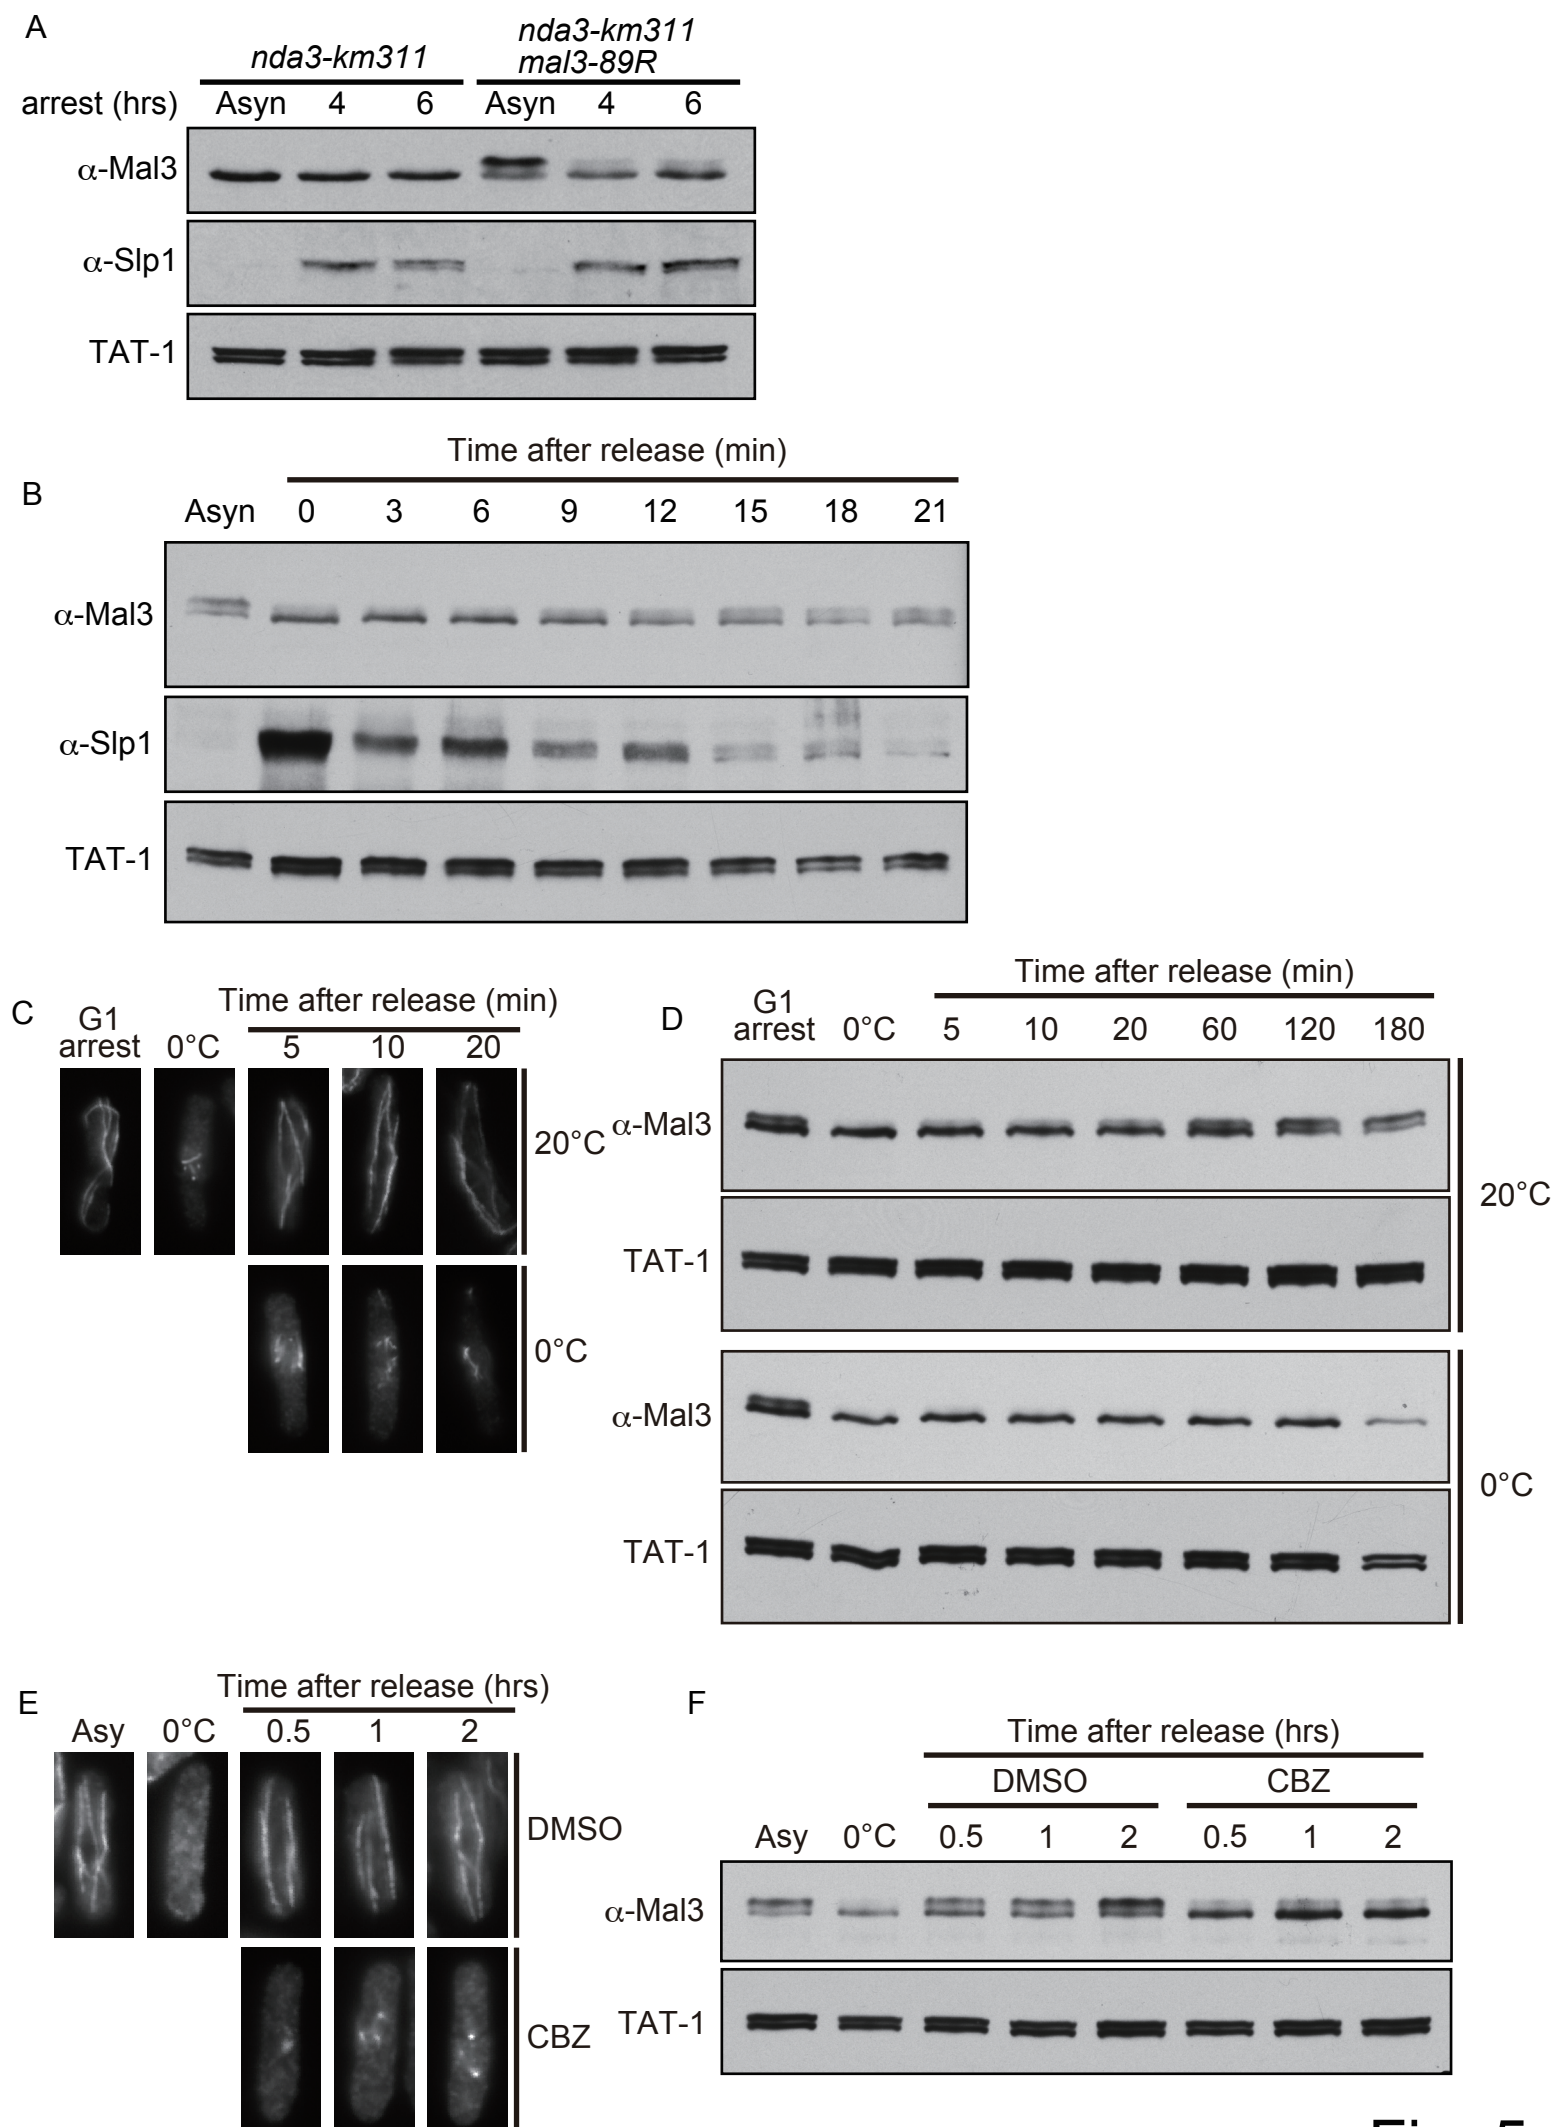 A
nda3-km311
nda3-km311
mal3-89R
arrest (hrs) Asyn 4 6 Asyn 4 6
α-Mal3
α-Slp1
TAT-1
Time after release (min)
B
Asyn 0 3 6 9 12 15 18 21
α-Mal3
α-Slp1
TAT-1
C
Time after release (min)
G1
arrest 0°C 5 10 20
20°C
0°C
D
Time after release (min)
G1
arrest 0°C 5 10 20 60 120 180
α-Mal3
TAT-1
20°C
α-Mal3
TAT-1
0°C
E
Time after release (hrs)
Asy 0°C 0.5 1 2
DMSO
CBZ
F
Time after release (hrs)
DMSO CBZ
Asy 0°C 0.5 1 2 0.5 1 2
α-Mal3
TAT-1